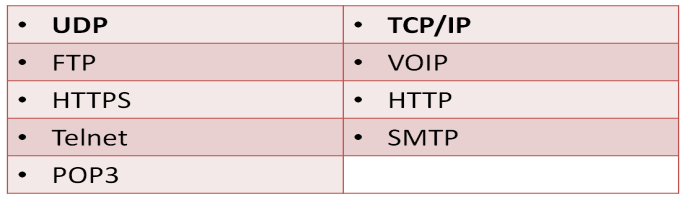 • UDP • TCP/IP
• FTP • VOIP
• HTTPS • HTTP
• Telnet • SMTP
• POP3